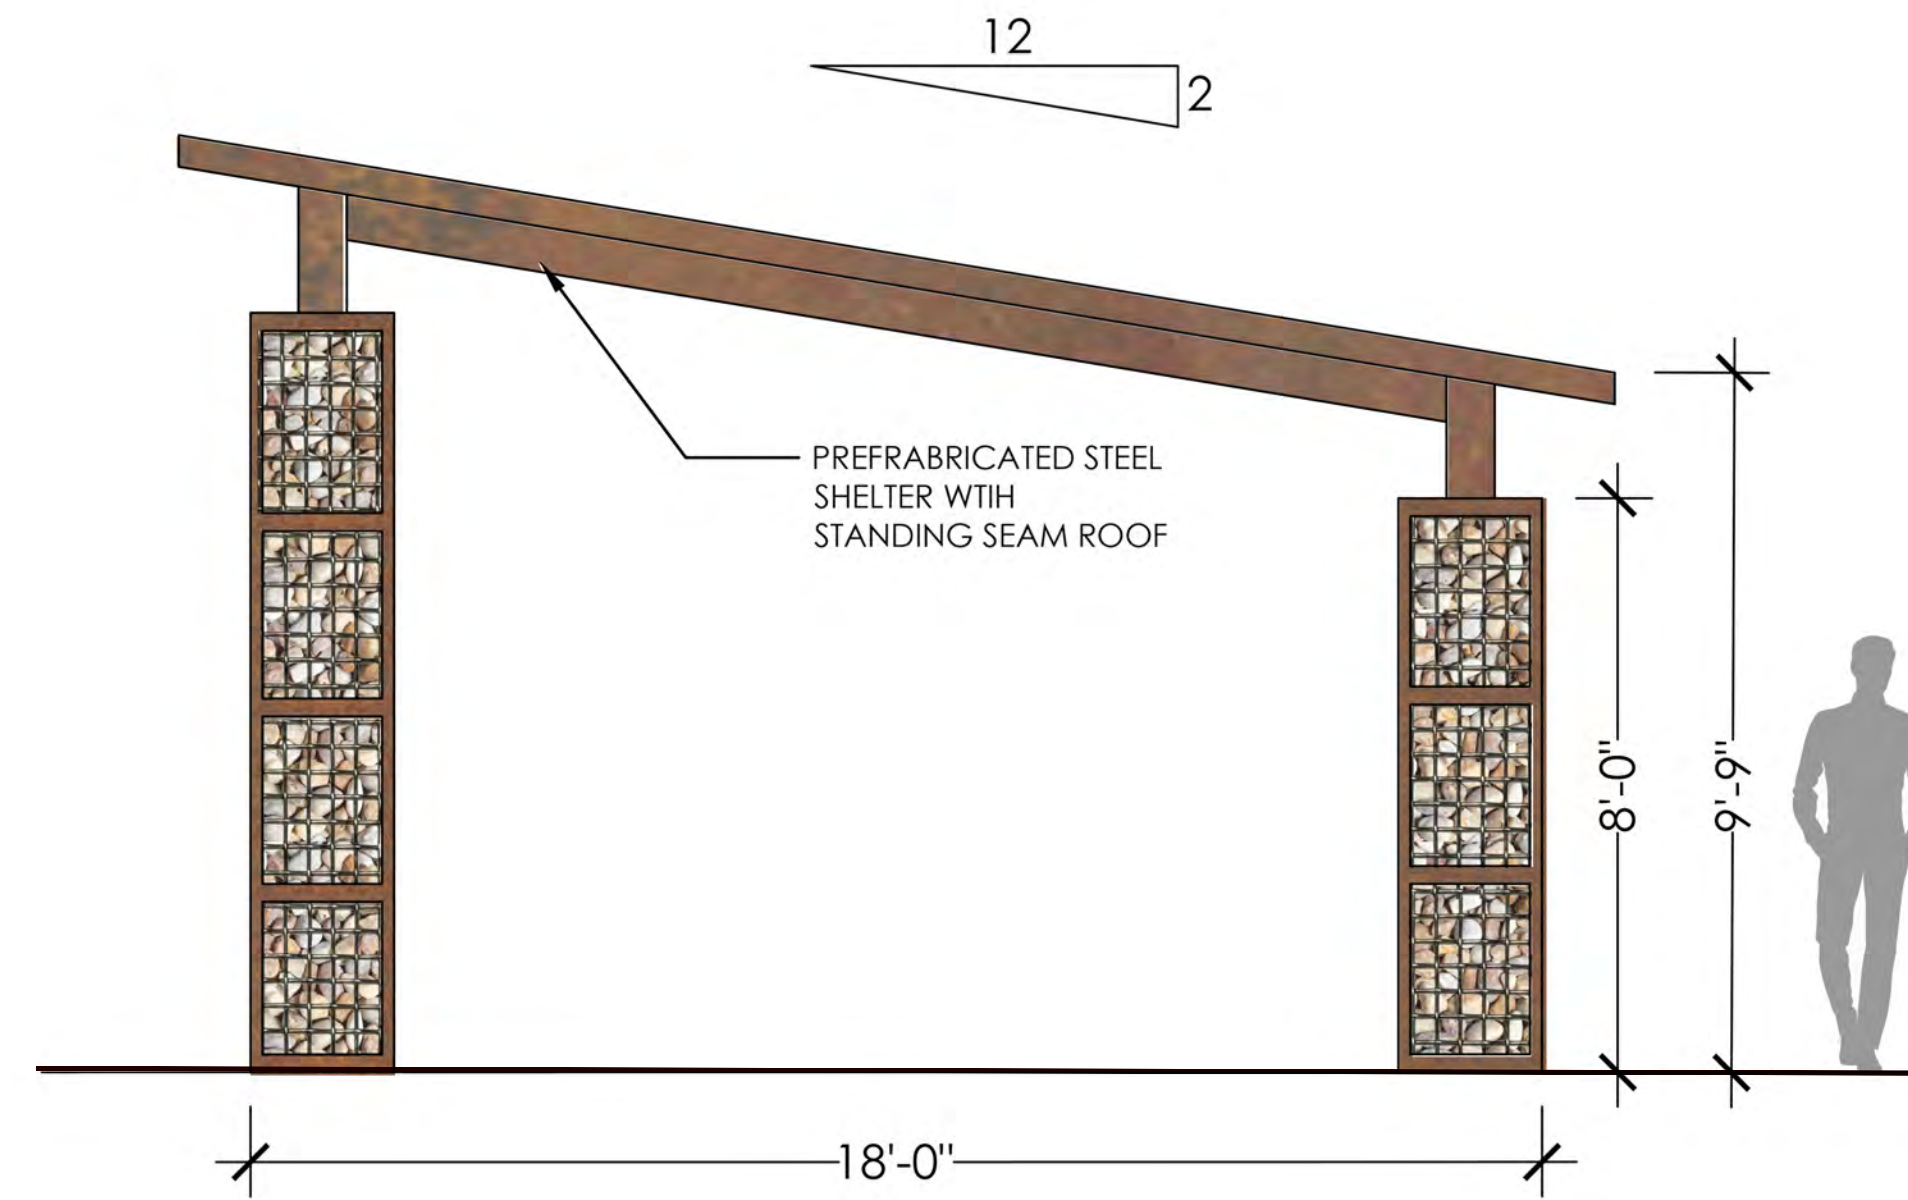 12
2
PREFRABRICATED STEEL
SHELTER WTIH
STANDING SEAM ROOF
8'-0"
9'-9"
18'-0"